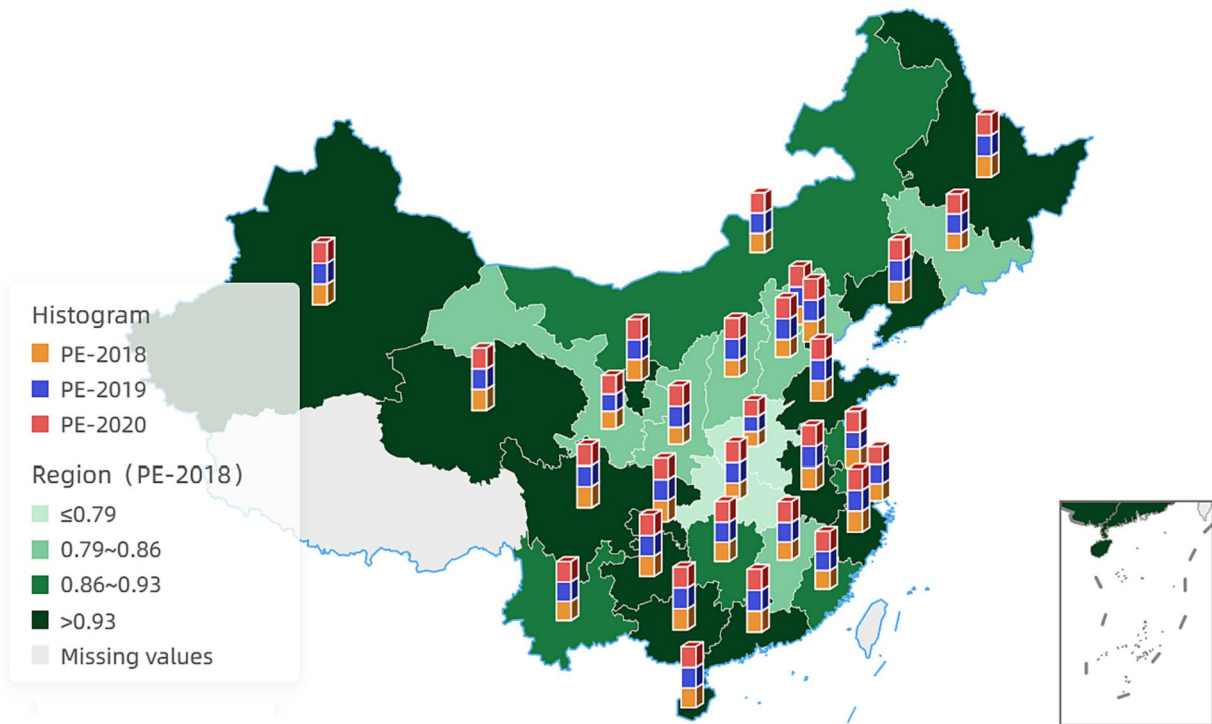 Histogram
PE-2018
PE-2019
PE-2020
Region（PE-2018）
≤0.79
0.79~0.86
0.86~0.93
>0.93
Missing values